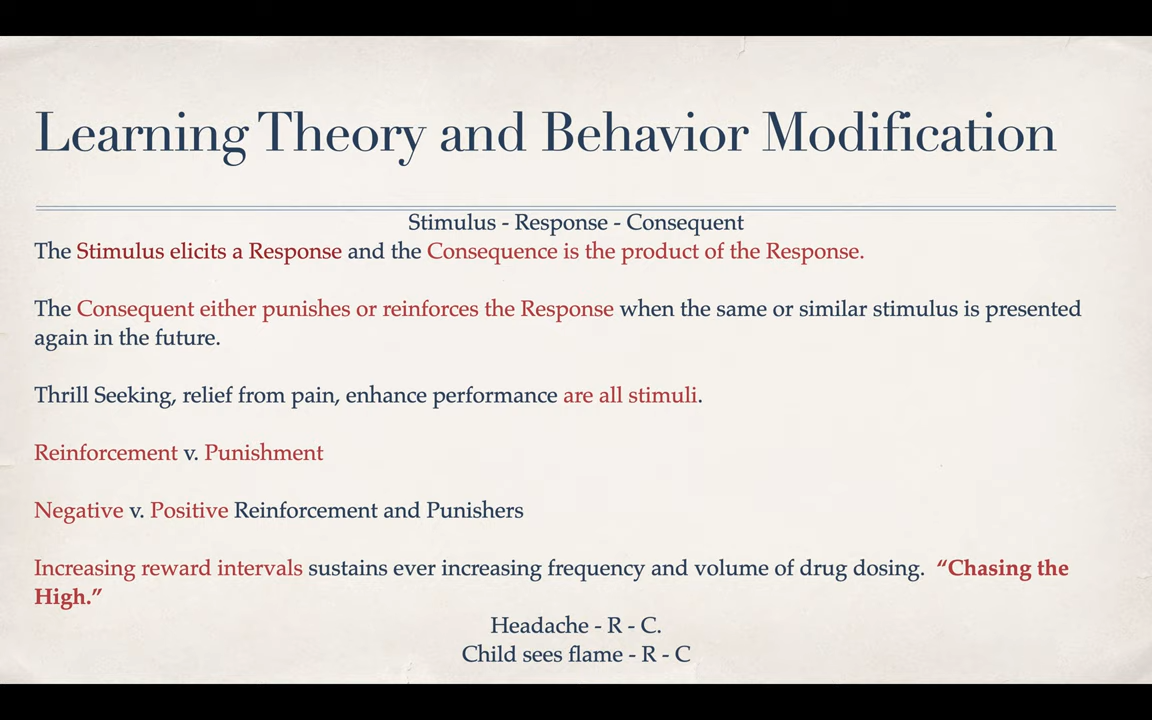 Learning Theory and Behavior Modification
Stimulus - Response - Consequent
The Stimulus elicits a Response and the Consequence is the product of the Response.
The Consequent either punishes or reinforces the Response when the same or similar stimulus is presented
again in the future.
Thrill Seeking, relief from pain, enhance performance are all stimuli.
Reinforcement v. Punishment
Negative v. Positive Reinforcement and Punishers
Increasing reward intervals sustains ever increasing frequency and volume of drug dosing. “Chasing the
High.”
Headache - R - C.
Child sees flame - R - C